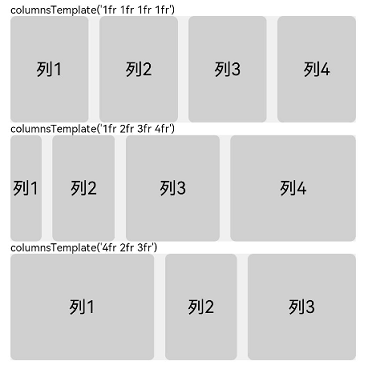 columnsTemplate('1fr 1fr 1fr 1fr')
列1 列2 列3 列4
columnsTemplate('1fr 2fr 3fr 4fr')
列1 列2 列3 列4
columnsTemplate('4fr 2fr 3fr')
列1 列2 列3